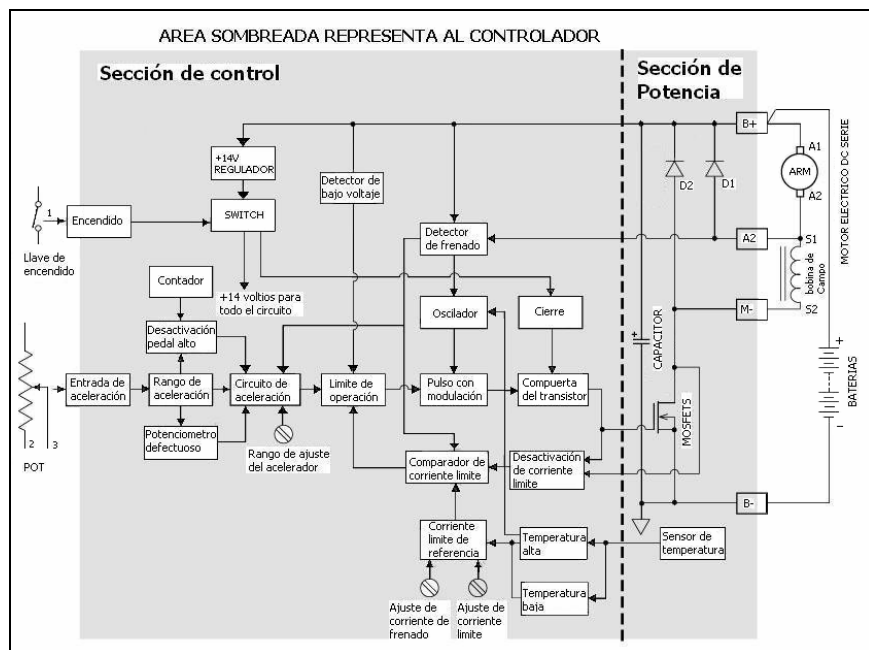 AREA SOMBREADA REPRESENTA AL CONTROLADOR
Sección de control
Sección de
Potencia
B+
A1
ARM
A2
MOTOR ELECTRICO DC SERIE
+14V
REGULADOR
Detector de
bajo voltaje
D2
D1
1
Encendido
SWITCH
Llave de
encendido
Detector
de frenado
A2
S1
bobina de
Campo
S2
M-
Contador
+14 voltios para
todo el circuito
Oscilador
Cierre
Desactivación
pedal alto
+
CAPACITOR
+
BATERIAS
-
Entrada de
aceleración
Rango de
aceleración
Circuito de
aceleración
Limite de
operación
Pulso con
modulación
Compuerta
del transistor
MOSFETS
2
3
POT
Potenciometro
defectuoso
Rango de ajuste
del acelerador
Comparador de
corriente limite
Desactivación
de corriente
limite
B-
Corriente
limite de
referencia
Temperatura
alta
Sensor de
temperatura
Temperatura
baja
Ajuste de
corriente de
frenado
Ajuste de
corriente
limite